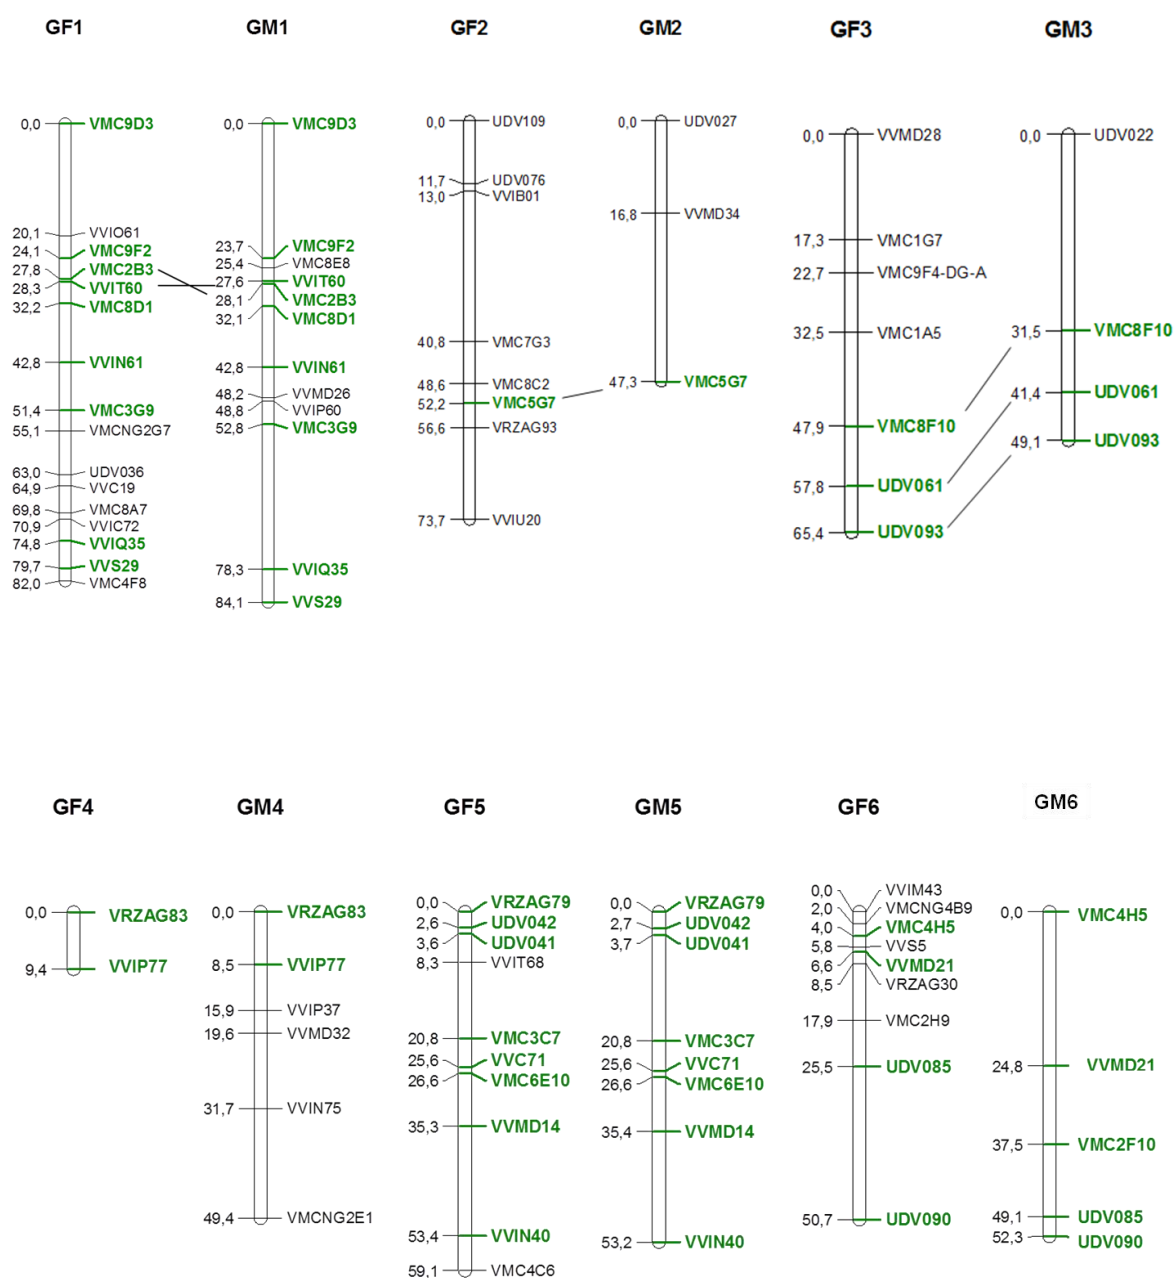 GF1
0,0 VMC9D3
20,1 VVIO61
24,1 VMC9F2
27,8 VMC2B3
28,3 VVIT60
32,2 VMC8D1
42,8 VVIN61
51,4 VMC3G9
55,1 VMCNG2G7
63,0 UDV036
64,9 VVC19
69,8 VMC8A7
70,9 VVIC72
74,8 VVIQ35
79,7 VVS29
82,0 VMC4F8
GM1
0,0 VMC9D3
23,7 VMC9F2
25,4 VMC8E8
27,6 VVIT60
28,1 VMC2B3
32,1 VMC8D1
42,8 VVIN61
48,2 VVMD26
48,8 VVIP60
52,8 VMC3G9
78,3 VVIQ35
84,1 VVS29
GF2
0,0 UDV109
11,7 UDV076
13,0 VVIB01
40,8 VMC7G3
48,6 VMC8C2
52,2 VMC5G7
56,6 VRZAG93
73,7 VVIU20
GM2
0,0 UDV027
16,8 VVMD34
47,3 VMC5G7
GF3
0,0 VVMD28
17,3 VMC1G7
22,7 VMC9F4-DG-A
32,5 VMC1A5
47,9 VMC8F10
57,8 UDV061
65,4 UDV093
GM3
0,0 UDV022
31,5 VMC8F10
41,4 UDV061
49,1 UDV093
GF4
0,0 VRZAG83
9,4 VVIP77
GM4
0,0 VRZAG83
8,5 VVIP77
15,9 VVIP37
19,6 VVMD32
31,7 VVIN75
49,4 VMCNG2E1
GF5
0,0 VRZAG79
2,6 UDV042
3,6 UDV041
8,3 VVIT68
20,8 VMC3C7
25,6 VVC71
26,6 VMC6E10
35,3 VVMD14
53,4 VVIN40
59,1 VMC4C6
GM5
0,0 VRZAG79
2,7 UDV042
3,7 UDV041
20,8 VMC3C7
25,6 VVC71
26,6 VMC6E10
35,4 VVMD14
53,2 VVIN40
GF6
0,0 VVIM43
2,0 VMCNG4B9
4,0 VMC4H5
5,8 VVS5
6,6 VVMD21
8,5 VRZAG30
17,9 VMC2H9
25,5 UDV085
50,7 UDV090
GM6
0,0 VMC4H5
24,8 VVMD21
37,5 VMC2F10
49,1 UDV085
52,3 UDV090